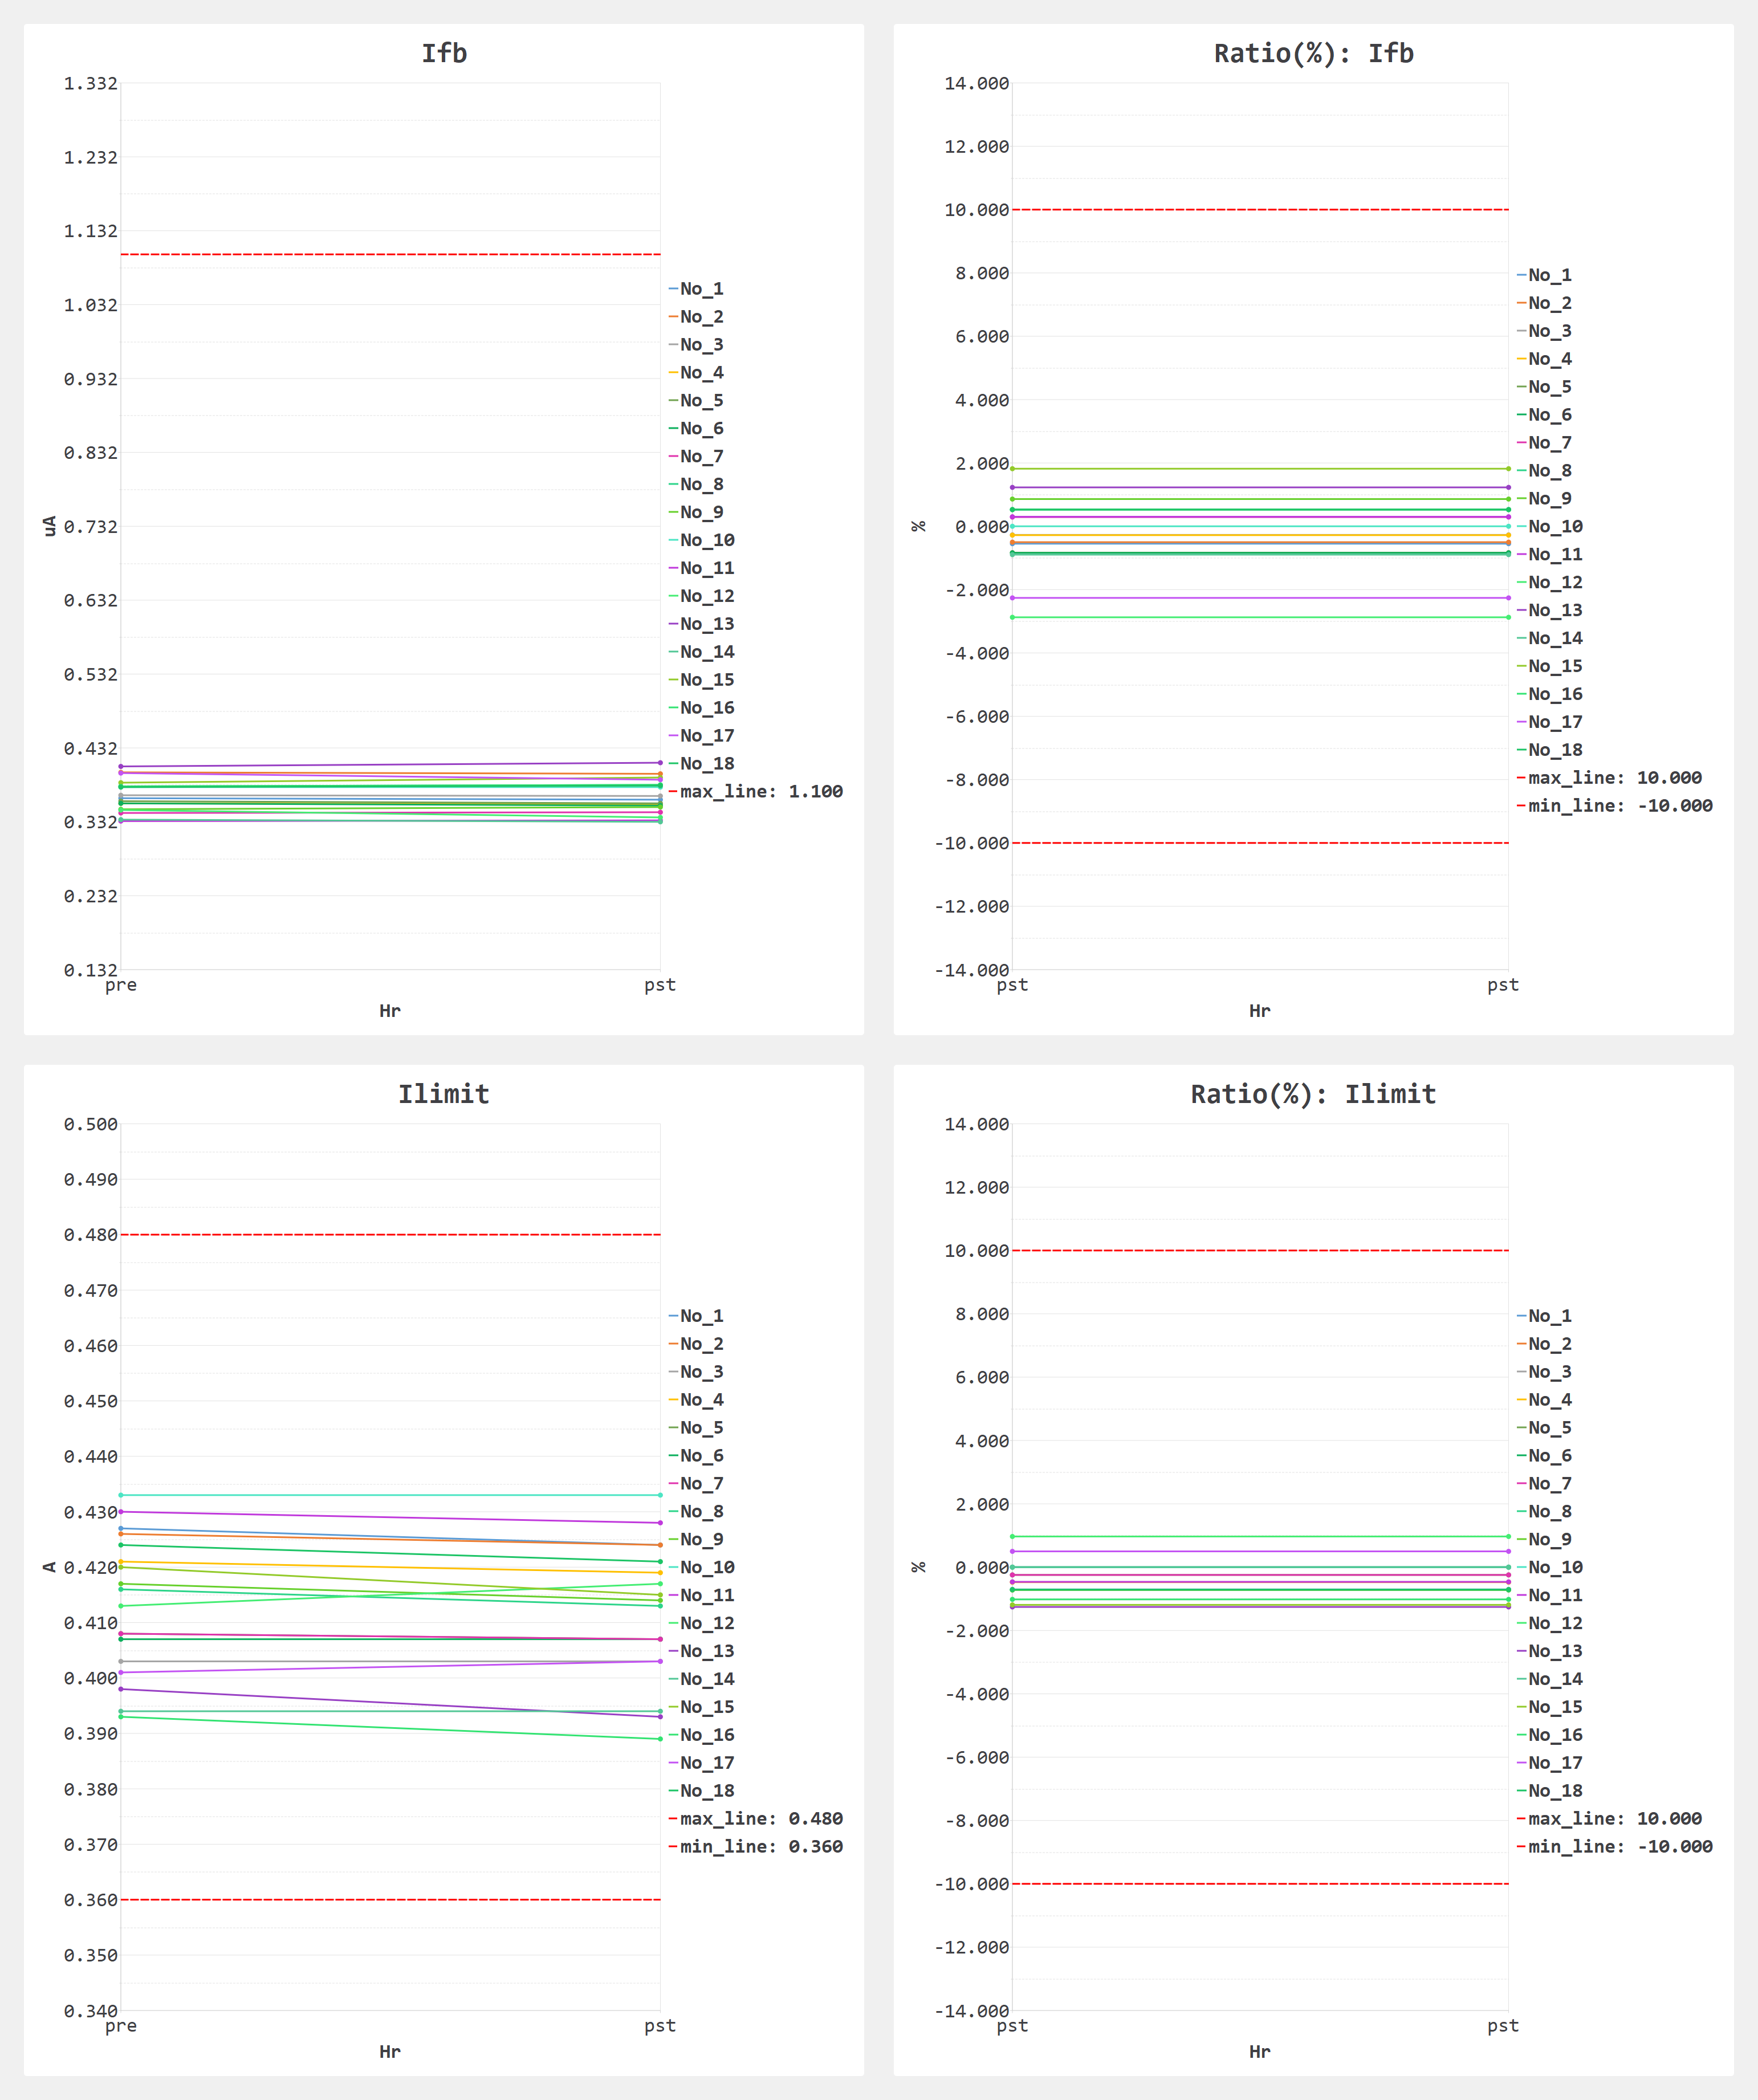 Ifb
1.332
1.232
1.132
1.032
0.932
0.832
0.732
0.632
0.532
0.432
0.332
0.232
0.132
uA
pre
pst
Hr
No_1
No_2
No_3
No_4
No_5
No_6
No_7
No_8
No_9
No_10
No_11
No_12
No_13
No_14
No_15
No_16
No_17
No_18
max_line: 1.100
Ratio(%): Ifb
14.000
12.000
10.000
8.000
6.000
4.000
2.000
0.000
-2.000
-4.000
-6.000
-8.000
-10.000
-12.000
-14.000
%
pst
pst
Hr
No_1
No_2
No_3
No_4
No_5
No_6
No_7
No_8
No_9
No_10
No_11
No_12
No_13
No_14
No_15
No_16
No_17
No_18
max_line: 10.000
min_line: -10.000
Ilimit
0.500
0.490
0.480
0.470
0.460
0.450
0.440
0.430
0.420
0.410
0.400
0.390
0.380
0.370
0.360
0.350
0.340
A
pre
pst
Hr
No_1
No_2
No_3
No_4
No_5
No_6
No_7
No_8
No_9
No_10
No_11
No_12
No_13
No_14
No_15
No_16
No_17
No_18
max_line: 0.480
min_line: 0.360
Ratio(%): Ilimit
14.000
12.000
10.000
8.000
6.000
4.000
2.000
0.000
-2.000
-4.000
-6.000
-8.000
-10.000
-12.000
-14.000
%
pst
pst
Hr
No_1
No_2
No_3
No_4
No_5
No_6
No_7
No_8
No_9
No_10
No_11
No_12
No_13
No_14
No_15
No_16
No_17
No_18
max_line: 10.000
min_line: -10.000